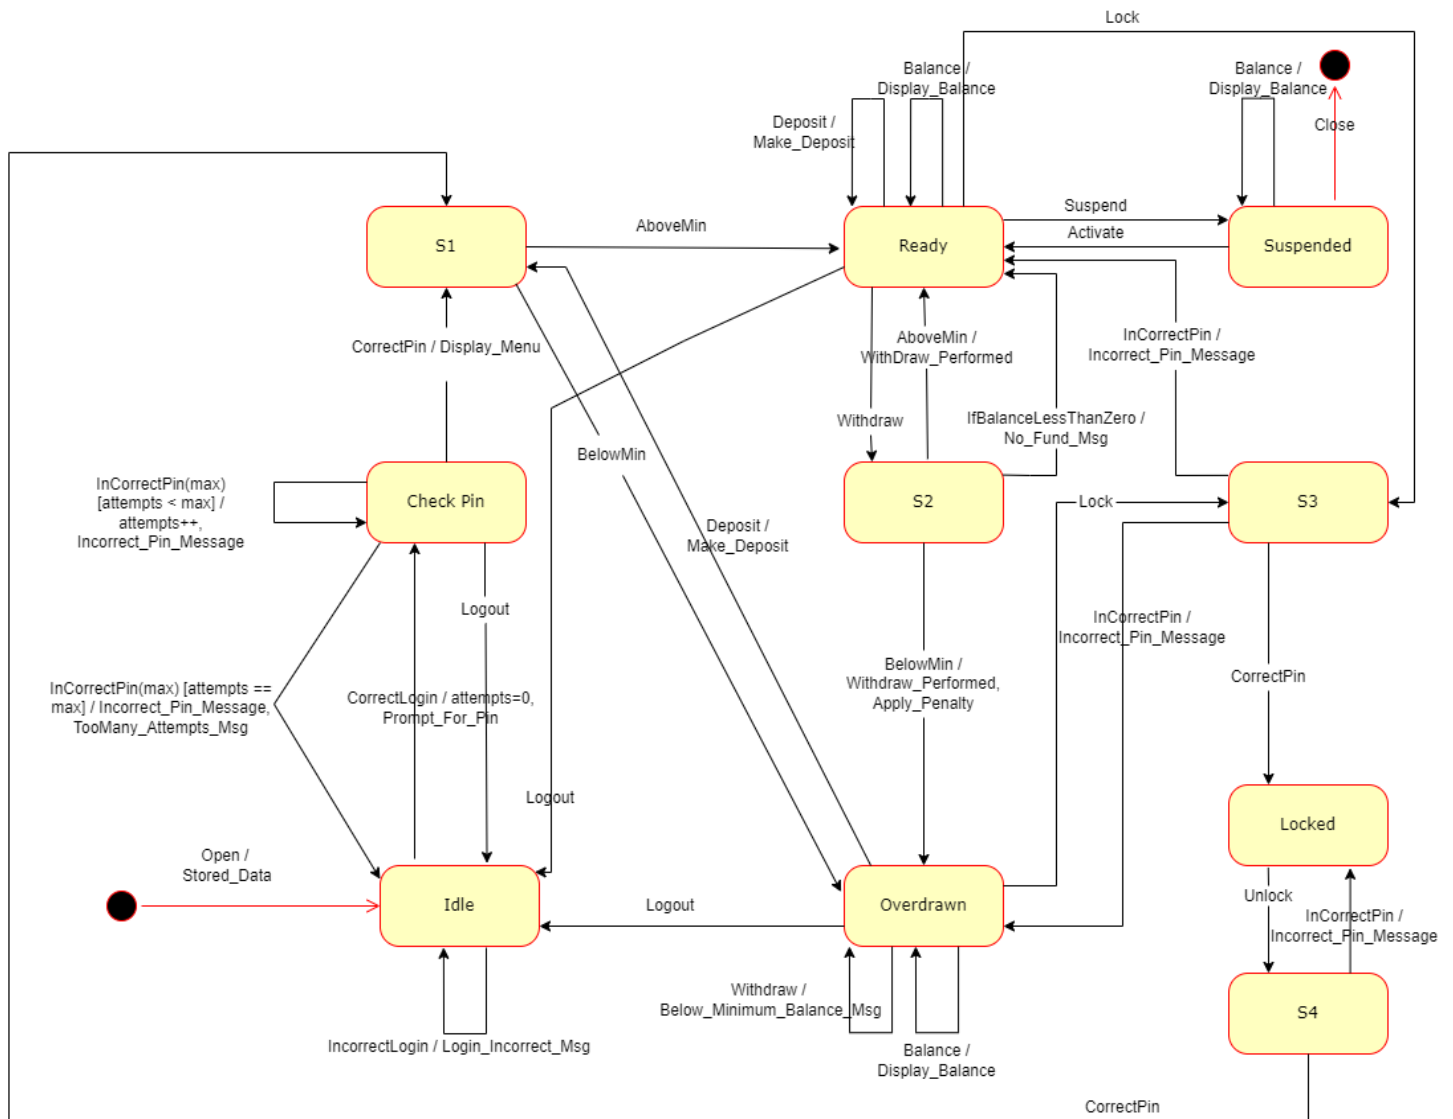 Lock
Balance /
Display_Balance
Balance /
Display_Balance
Deposit /
Make_Deposit
Close
S1
AboveMin
Ready
Suspend
Activate
Suspended
CorrectPin / Display_Menu
AboveMin /
WithDraw_Performed
InCorrectPin /
Incorrect_Pin_Message
Withdraw
IfBalanceLessThanZero /
No_Fund_Msg
BelowMin
InCorrectPin(max)
[attempts < max] /
attempts++,
Incorrect_Pin_Message
Check Pin
S2
Lock
S3
Deposit /
Make_Deposit
Logout
InCorrectPin /
Incorrect_Pin_Message
InCorrectPin(max) [attempts ==
max] / Incorrect_Pin_Message,
TooMany_Attempts_Msg
CorrectLogin / attempts=0,
Prompt_For_Pin
BelowMin /
Withdraw_Performed,
Apply_Penalty
CorrectPin
Logout
Locked
Open /
Stored_Data
Idle
Logout
Overdrawn
Unlock
InCorrectPin /
Incorrect_Pin_Message
Withdraw /
Below_Minimum_Balance_Msg
S4
IncorrectLogin / Login_Incorrect_Msg
Balance /
Display_Balance
CorrectPin